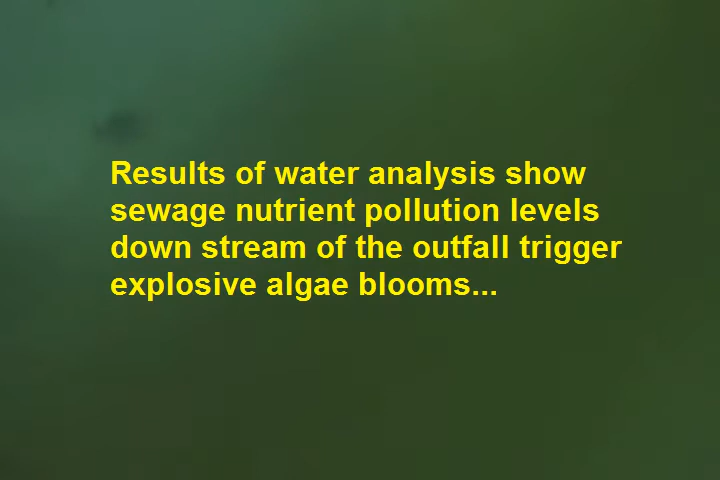 Results of water analysis show
sewage nutrient pollution levels
down stream of the outfall trigger
explosive algae blooms...